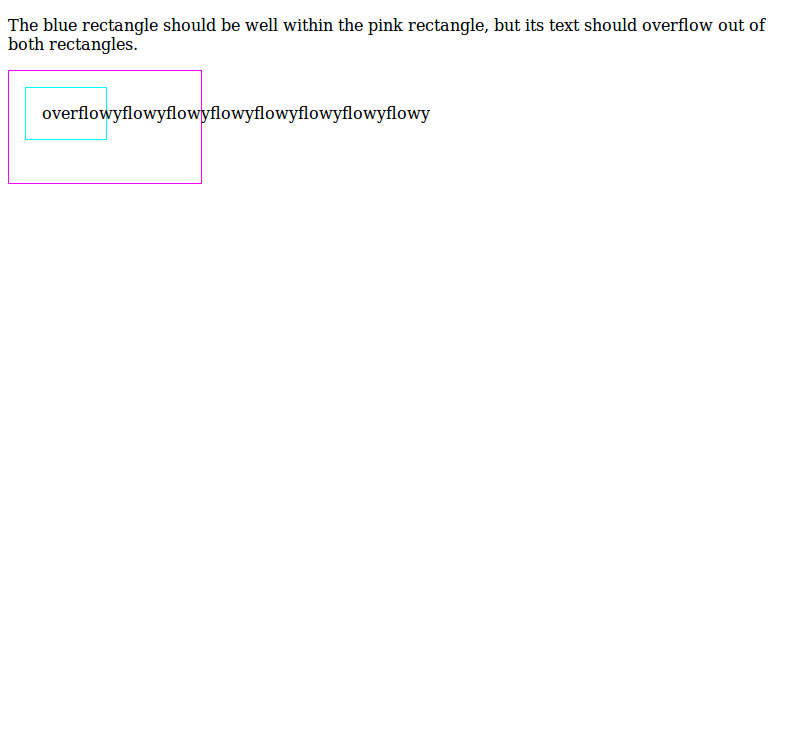 The blue rectangle should be well within the pink rectangle, but its text should overflow out of
both rectangles.
overflowyflowyflowyflowyflowyflowyflowyflowy